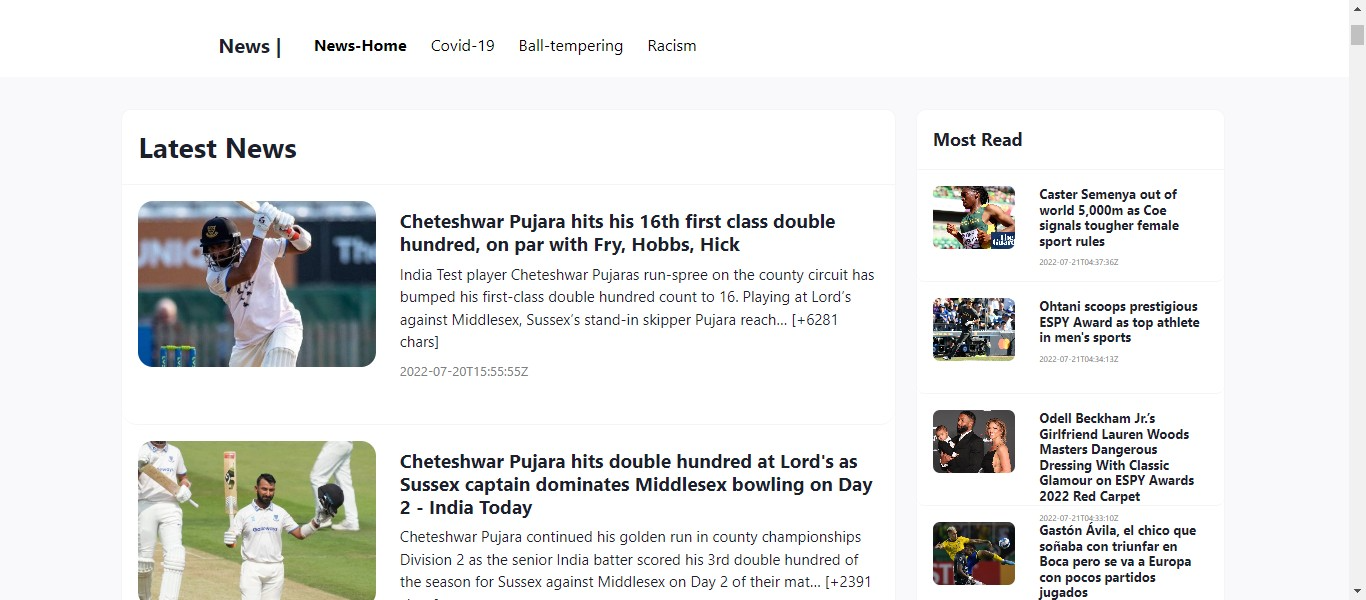 News |
News-Home
Covid-19
Ball-tempering
Racism
Latest News
Cheteshwar Pujara hits his 16th first class double
hundred, on par with Fry, Hobbs, Hick
India Test player Cheteshwar Pujaras run-spree on the county circuit has
bumped his first-class double hundred count to 16. Playing at Lord’s
against Middlesex, Sussex’s stand-in skipper Pujara reach… [+6281
chars]
2022-07-20T15:55:55Z
Cheteshwar Pujara hits double hundred at Lord's as
Sussex captain dominates Middlesex bowling on Day
2 - India Today
Cheteshwar Pujara continued his golden run in county championships
Division 2 as the senior India batter scored his 3rd double hundred of
the season for Sussex against Middlesex on Day 2 of their mat… [+2391
Most Read
Caster Semenya out of
world 5,000m as Coe
signals tougher female
sport rules
2022-07-21T04:37:36Z
The
Guard
Ohtani scoops prestigious
ESPY Award as top athlete
in men's sports
2022-07-21T04:34:13Z
Odell Beckham Jr.’s
Girlfriend Lauren Woods
Masters Dangerous
Dressing With Classic
Glamour on ESPY Awards
2022 Red Carpet
2022-07-21T04:33:10Z
Gastón Ávila, el chico que
soñaba con triunfar en
Boca pero se va a Europa
con pocos partidos
jugados